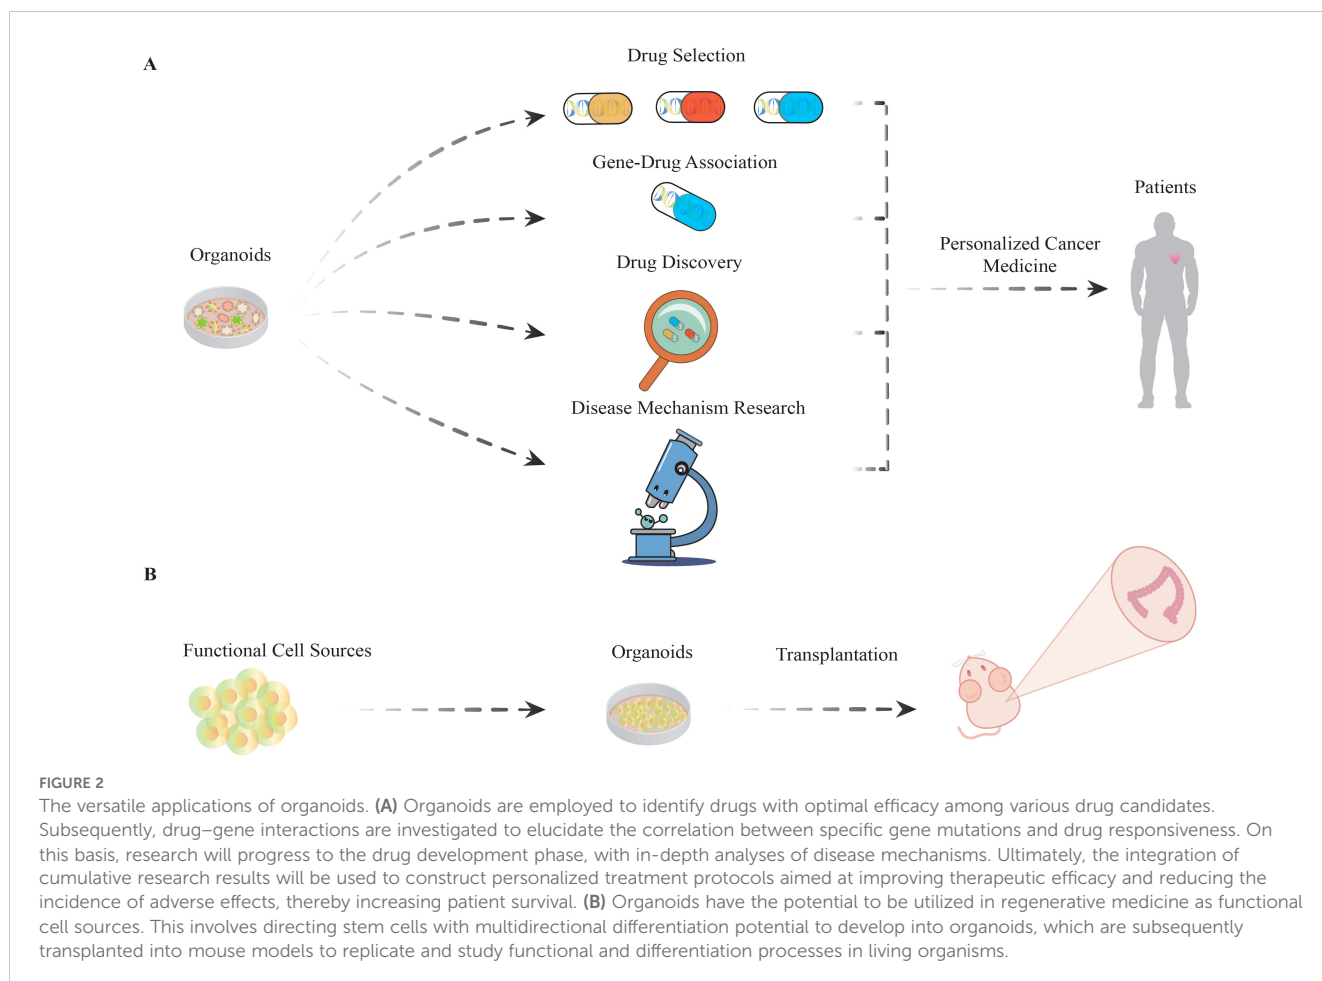 A
Drug Selection
Gene-Drug Association
Patients
Personalized Cancer
Medicine
Organoids
Drug Discovery
Disease Mechanism Research
B
Functional Cell Sources
Organoids
Transplantation
FIGURE 2
The versatile applications of organoids. (A) Organoids are employed to identify drugs with optimal efficacy among various drug candidates.
Subsequently, drug–gene interactions are investigated to elucidate the correlation between specific gene mutations and drug responsiveness. On
this basis, research will progress to the drug development phase, with in-depth analyses of disease mechanisms. Ultimately, the integration of
cumulative research results will be used to construct personalized treatment protocols aimed at improving therapeutic efficacy and reducing the
incidence of adverse effects, thereby increasing patient survival. (B) Organoids have the potential to be utilized in regenerative medicine as functional
cell sources. This involves directing stem cells with multidirectional differentiation potential to develop into organoids, which are subsequently
transplanted into mouse models to replicate and study functional and differentiation processes in living organisms.